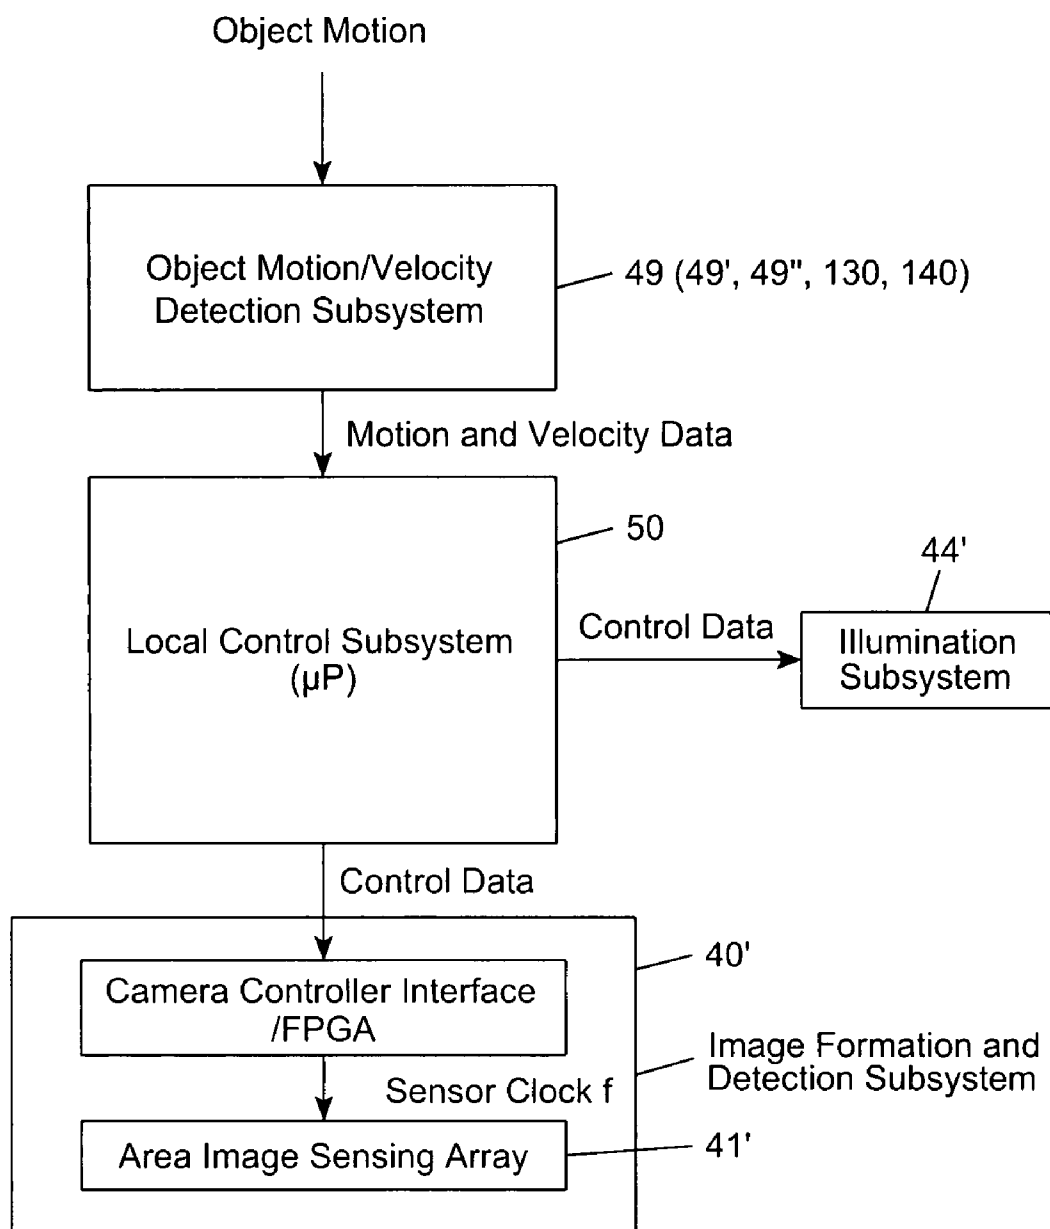 Object Motion
Object Motion/Velocity
Detection Subsystem
49 (49', 49", 130, 140)
Motion and Velocity Data
50
44'
Local Control Subsystem
(µP)
Control Data
Illumination
Subsystem
Control Data
40'
Camera Controller Interface
/FPGA
Image Formation and
Detection Subsystem
Sensor Clock f
Area Image Sensing Array
41'